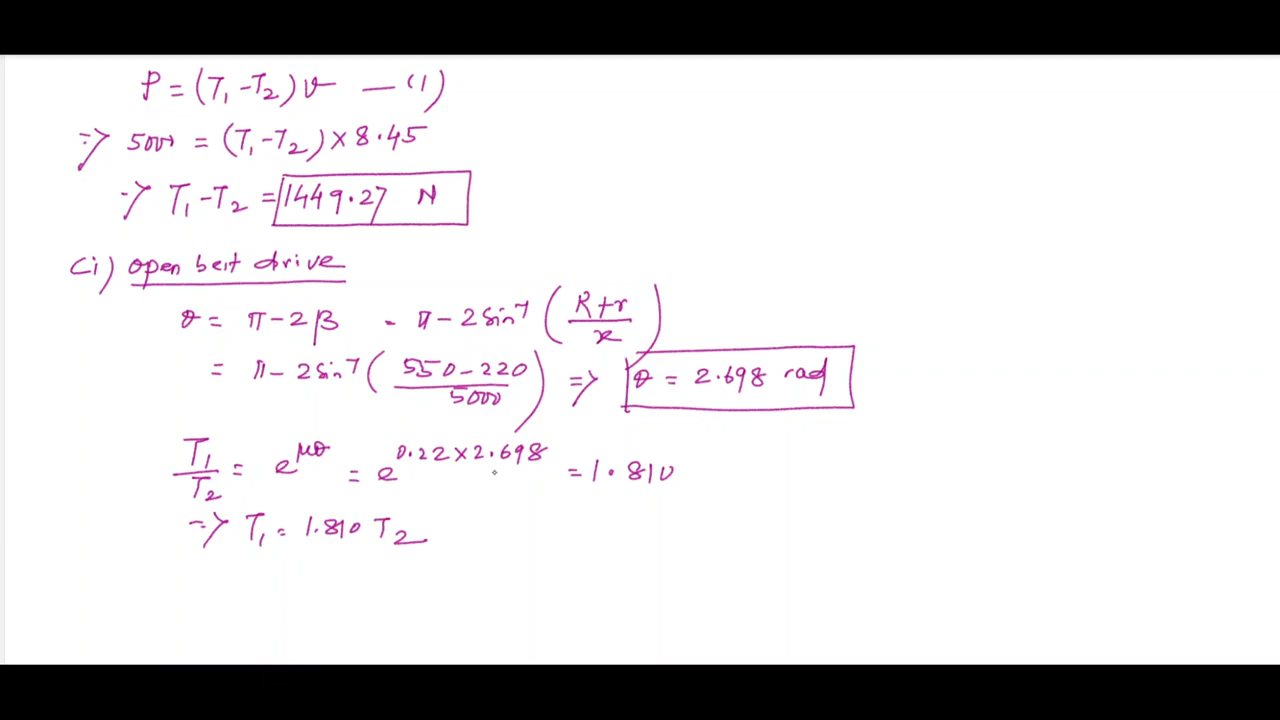 P = (T₁ - T₂) v — (1)
=> 5000 = (T₁ - T₂) × 8.45
=> T₁ - T₂ = 1449.27 N
(i) open belt drive
θ = π - 2β = π - 2 sin⁻¹ ( (R + r) / x )
= π - 2 sin⁻¹ ( (550 - 220) / 5000 ) => θ = 2.698 rad
T₁/T₂ = e^μθ = e^0.22×2.698 = 1.810
=> T₁ = 1.810 T₂